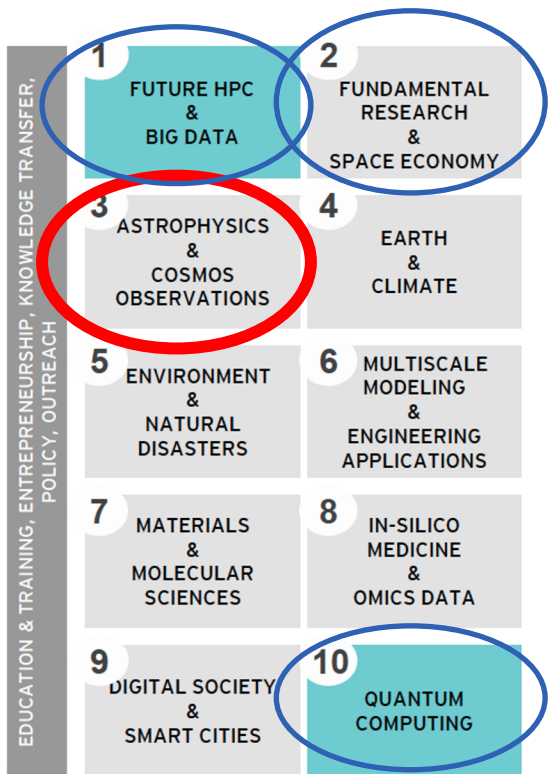 EDUCATION & TRAINING, ENTREPRENEURSHIP, KNOWLEDGE TRANSFER,
POLICY, OUTREACH
1
FUTURE HPC
&
BIG DATA
2
FUNDAMENTAL
RESEARCH
&
SPACE ECONOMY
3
ASTROPHYSICS
&
COSMOS
OBSERVATIONS
4
EARTH
&
CLIMATE
5
ENVIRONMENT
&
NATURAL
DISASTERS
6
MULTISCALE
MODELING
&
ENGINEERING
APPLICATIONS
7
MATERIALS
&
MOLECULAR
SCIENCES
8
IN-SILICO
MEDICINE
&
OMICS DATA
9
DIGITAL SOCIETY
&
SMART CITIES
10
QUANTUM
COMPUTING